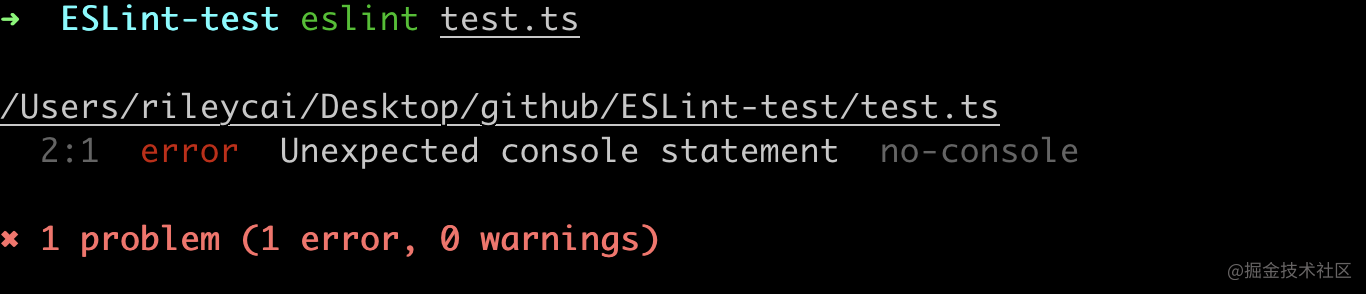 ➜  ESLint-test eslint test.ts
/Users/rileycai/Desktop/github/ESLint-test/test.ts
  2:1  error  Unexpected console statement  no-console
✖ 1 problem (1 error, 0 warnings)
@掘金技术社区